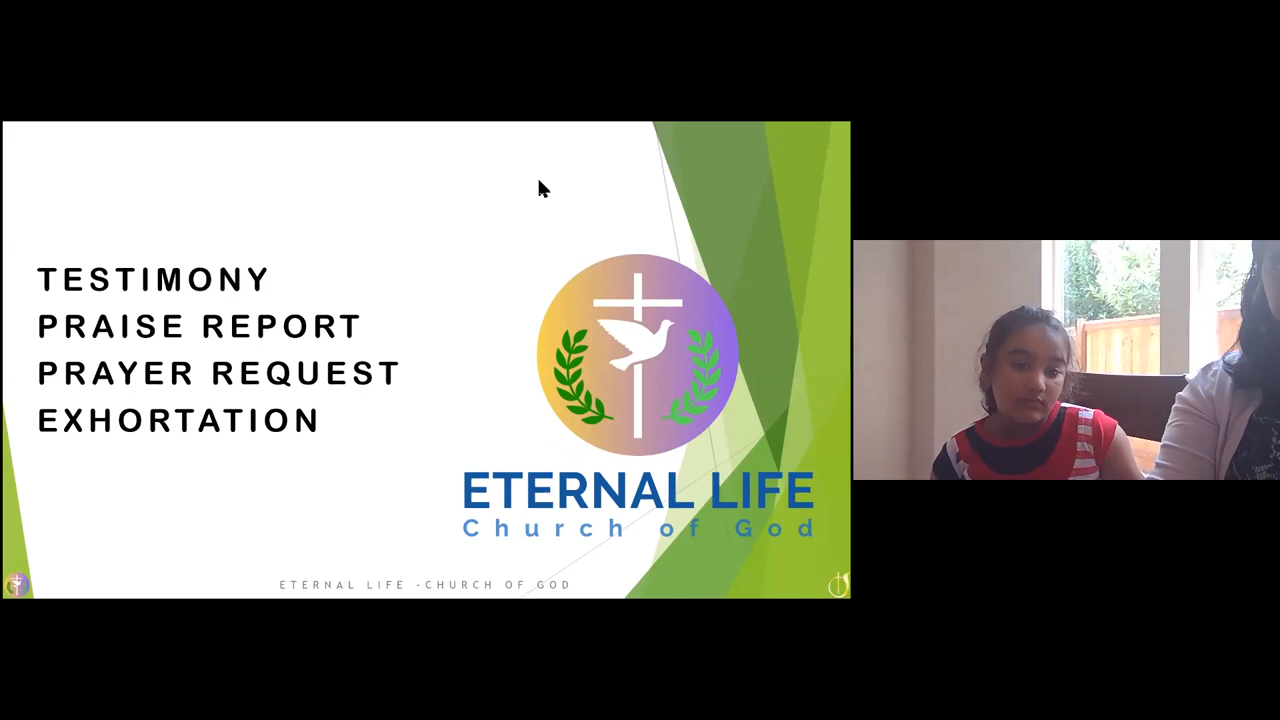 TESTIMONY
PRAISE REPORT
PRAYER REQUEST
EXHORTATION
ETERNAL LIFE
Church of God
ETERNAL LIFE -CHURCH OF GOD